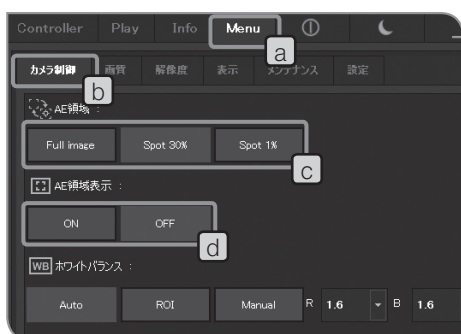 Controller Play Info Menu
a
カメラ制御 画質 解像度 表示 メンテナンス 設定
b
AE領域 :
Full image Spot 30% Spot 1%
c
AE領域表示 :
ON OFF
d
WB ホワイトバランス :
Auto ROI Manual R 1.6 B 1.6